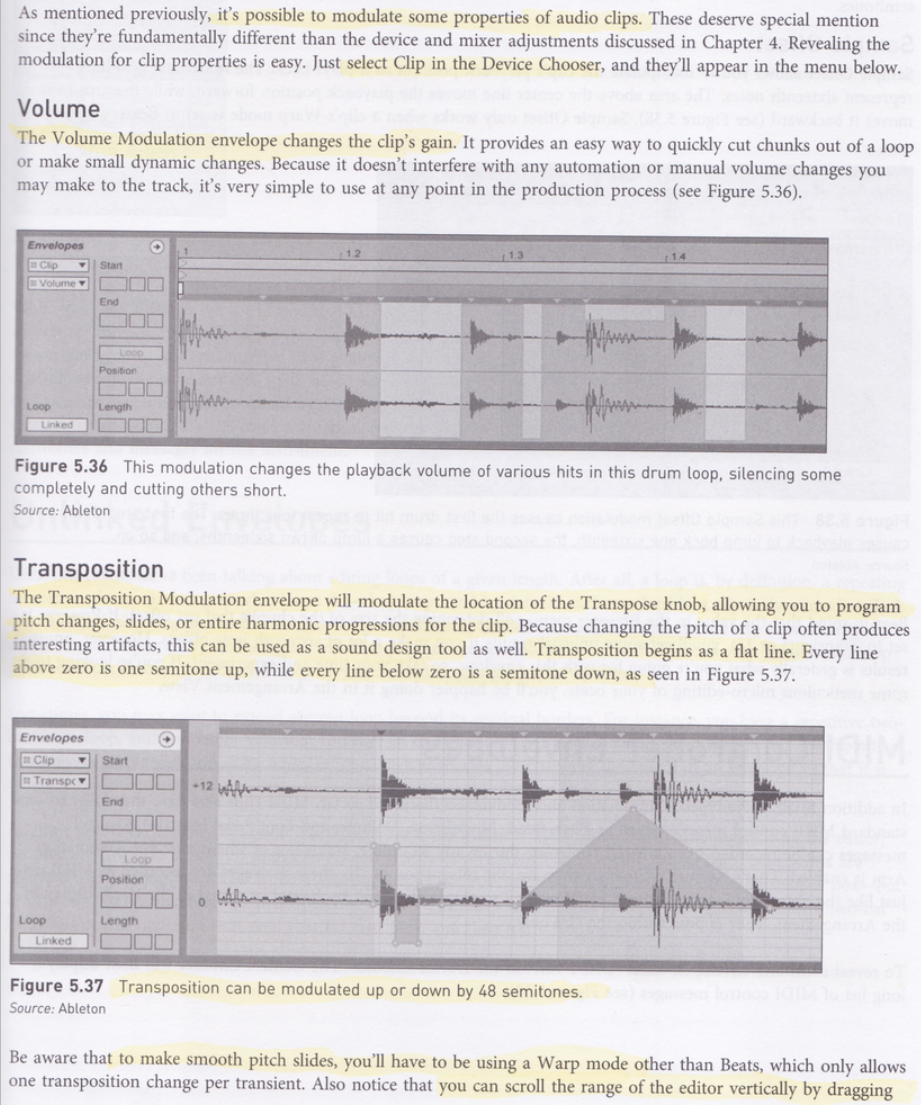 As mentioned previously, it's possible to modulate some properties of audio clips. These deserve special mention
since they're fundamentally different than the device and mixer adjustments discussed in Chapter 4. Revealing the
modulation for clip properties is easy. Just select Clip in the Device Chooser, and they'll appear in the menu below.
Volume
The Volume Modulation envelope changes the clip's gain. It provides an easy way to quickly cut chunks out of a loop
or make small dynamic changes. Because it doesn't interfere with any automation or manual volume changes you
may make to the track, it's very simple to use at any point in the production process (see Figure 5.36).
Envelopes
Clip
Volume
Start
End
Loop
Position
Length
Loop
Linked
1
1.2
1.3
1.4
Figure 5.36 This modulation changes the playback volume of various hits in this drum loop, silencing some
completely and cutting others short.
Source: Ableton
Transposition
The Transposition Modulation envelope will modulate the location of the Transpose knob, allowing you to program
pitch changes, slides, or entire harmonic progressions for the clip. Because changing the pitch of a clip often produces
interesting artifacts, this can be used as a sound design tool as well. Transposition begins as a flat line. Every line
above zero is one semitone up, while every line below zero is a semitone down, as seen in Figure 5.37.
Envelopes
Clip
Transpc
Start
End
Loop
Position
Length
Loop
Linked
+12
0
Figure 5.37 Transposition can be modulated up or down by 48 semitones.
Source: Ableton
Be aware that to make smooth pitch slides, you'll have to be using a Warp mode other than Beats, which only allows
one transposition change per transient. Also notice that you can scroll the range of the editor vertically by dragging